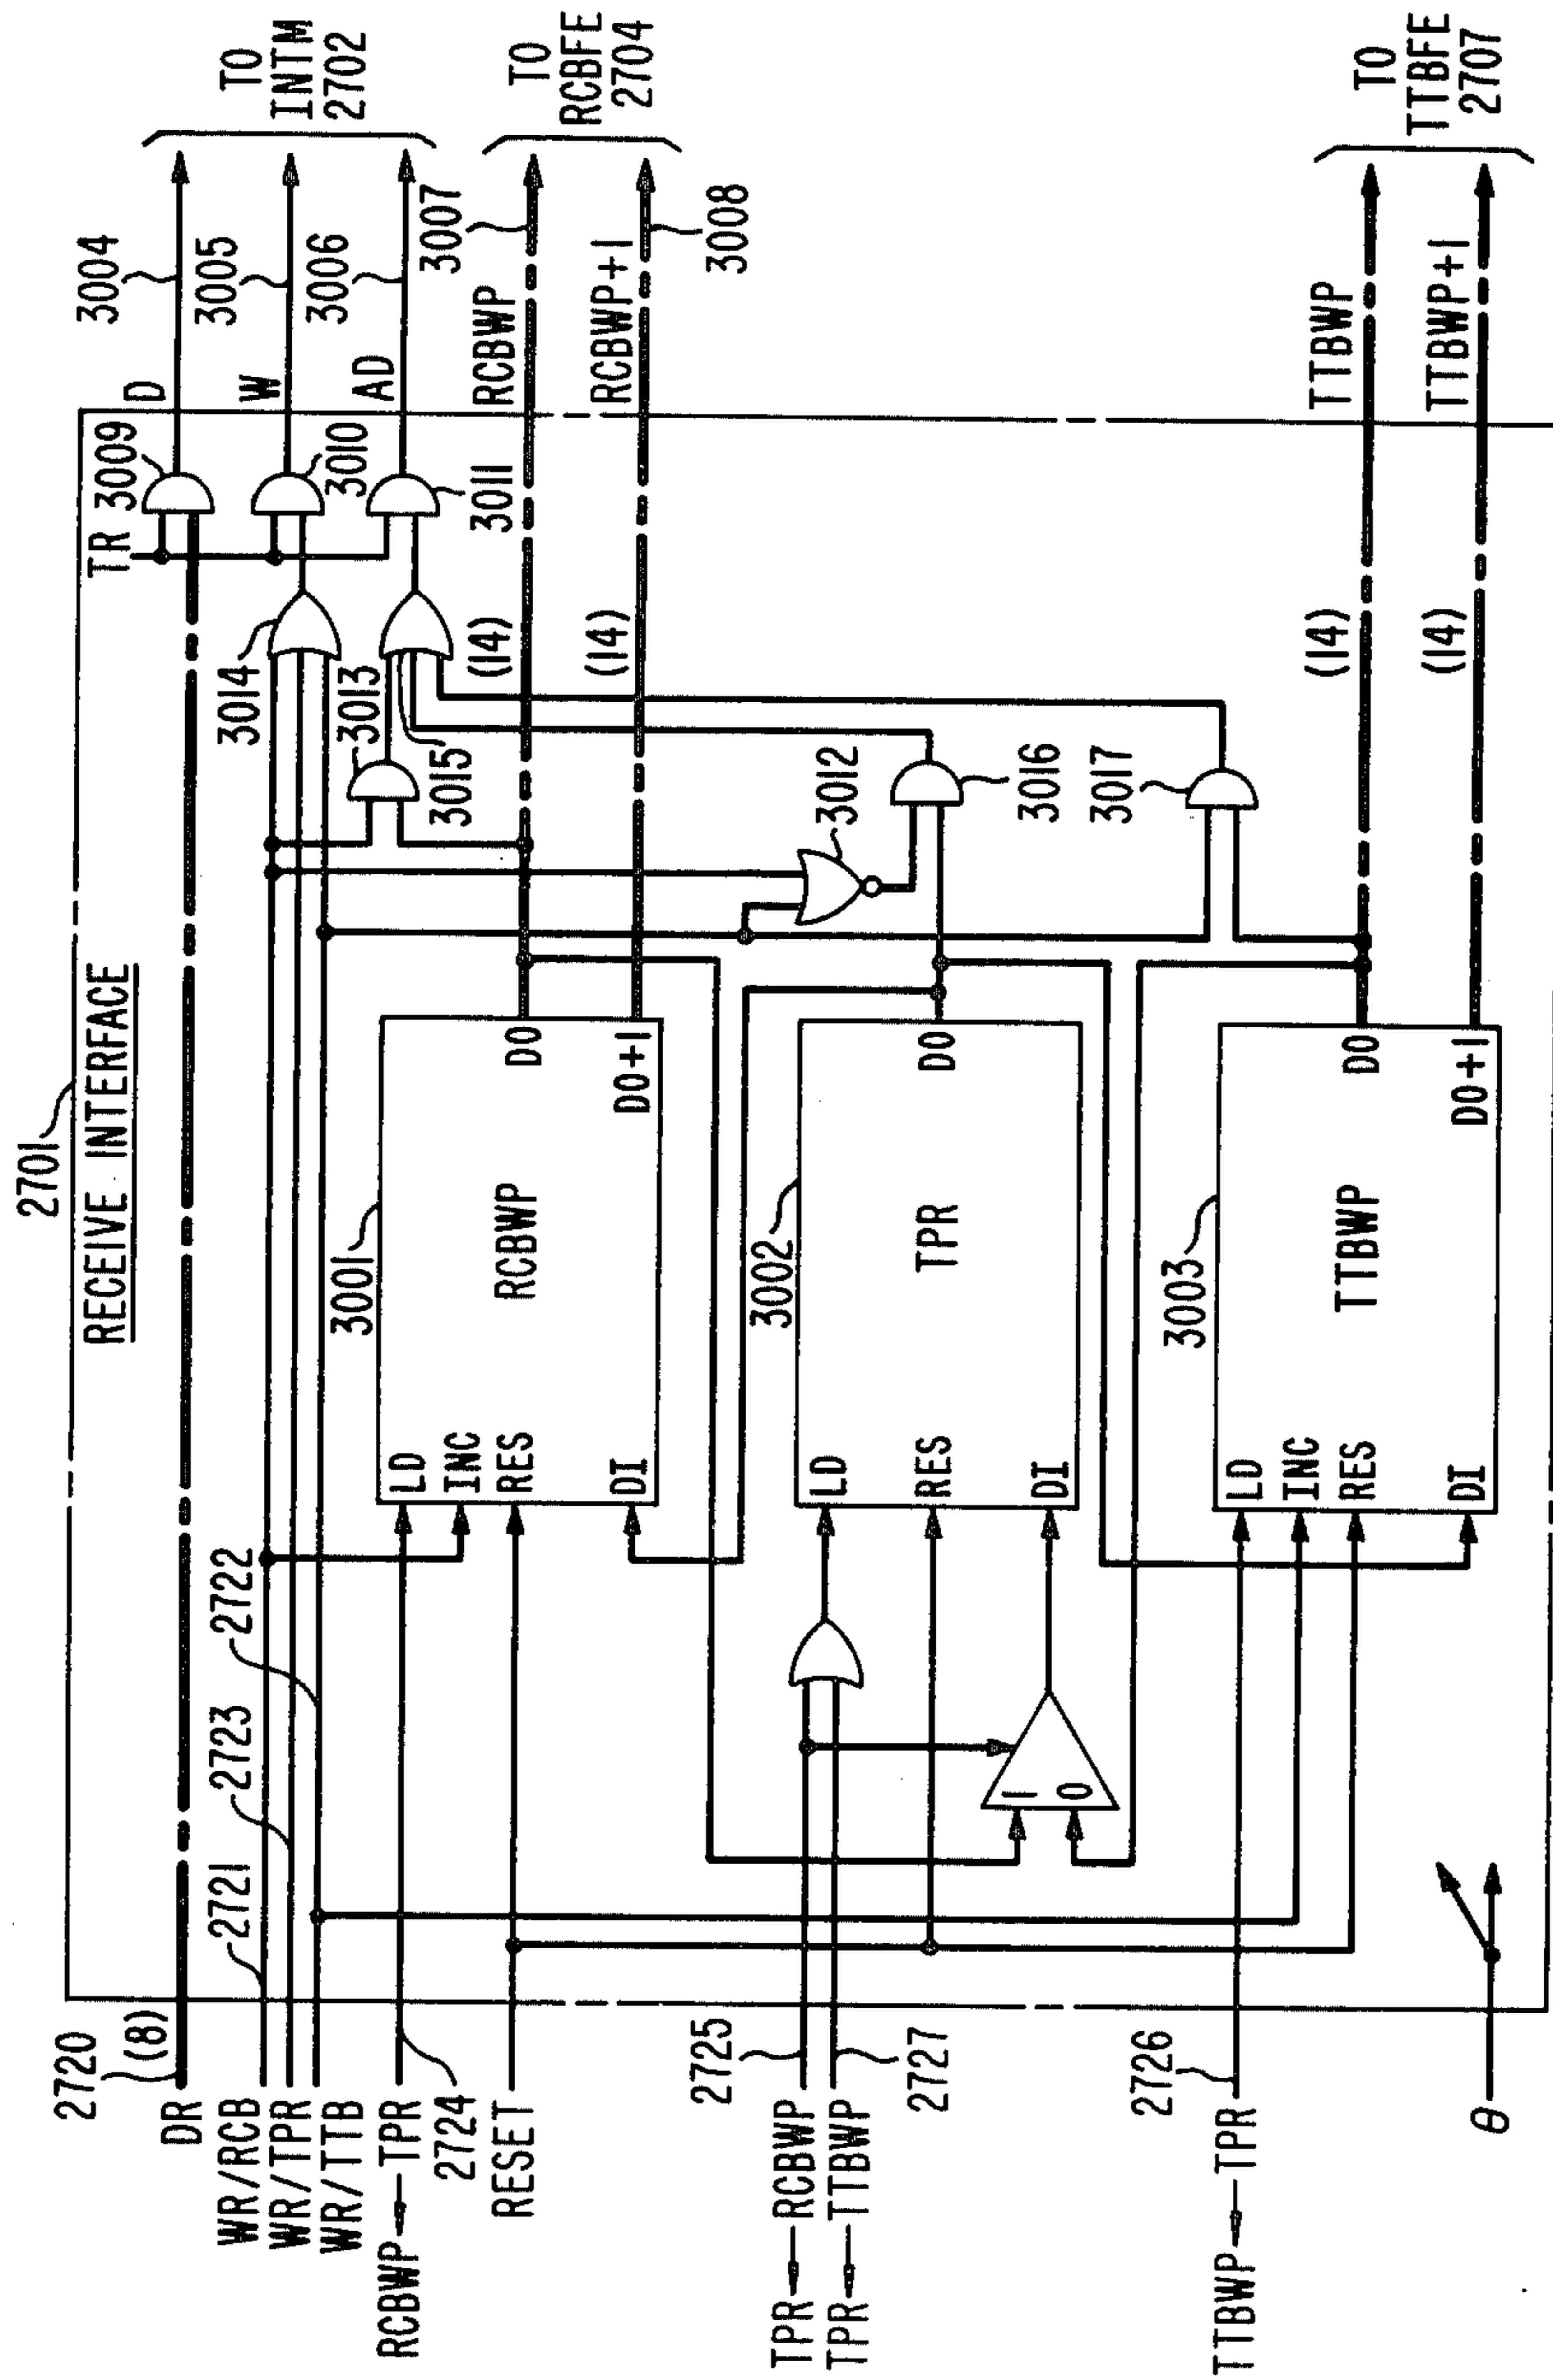 2701
RECEIVE INTERFACE
2720
(8)
DR
WR/RCB
WR/TPR
WR/TTB
2721
2723
2722
RCBWP←TPR
2724
RESET
TPR←RCBWP
TPR←TTBWP
2725
2727
TTBWP←TPR
2726
θ
3001
LD
INC
RES
DI
RCBWP
DO
DO+1
3002
LD
RES
DI
TPR
DO
1
0
3003
LD
INC
RES
DI
TTBWP
DO
DO+1
3014
3013
3015
3012
3016
3017
TR
3009
3010
3011
(14)
(14)
(14)
(14)
D
W
AD
3004
3005
3006
TO
INTM
2702
RCBWP
3007
RCBWP+1
3008
TO
RCBFE
2704
TTBWP
TTBWP+1
TO
TTBFE
2707